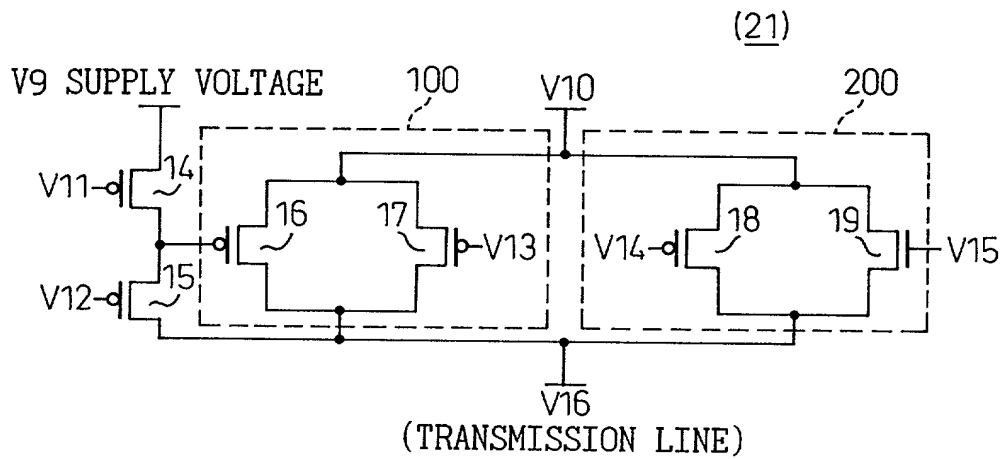 (21)
V9 SUPPLY VOLTAGE
100
V10
200
V11
14
16
17
V13
V14
18
19
V15
V12
15
V16
(TRANSMISSION LINE)